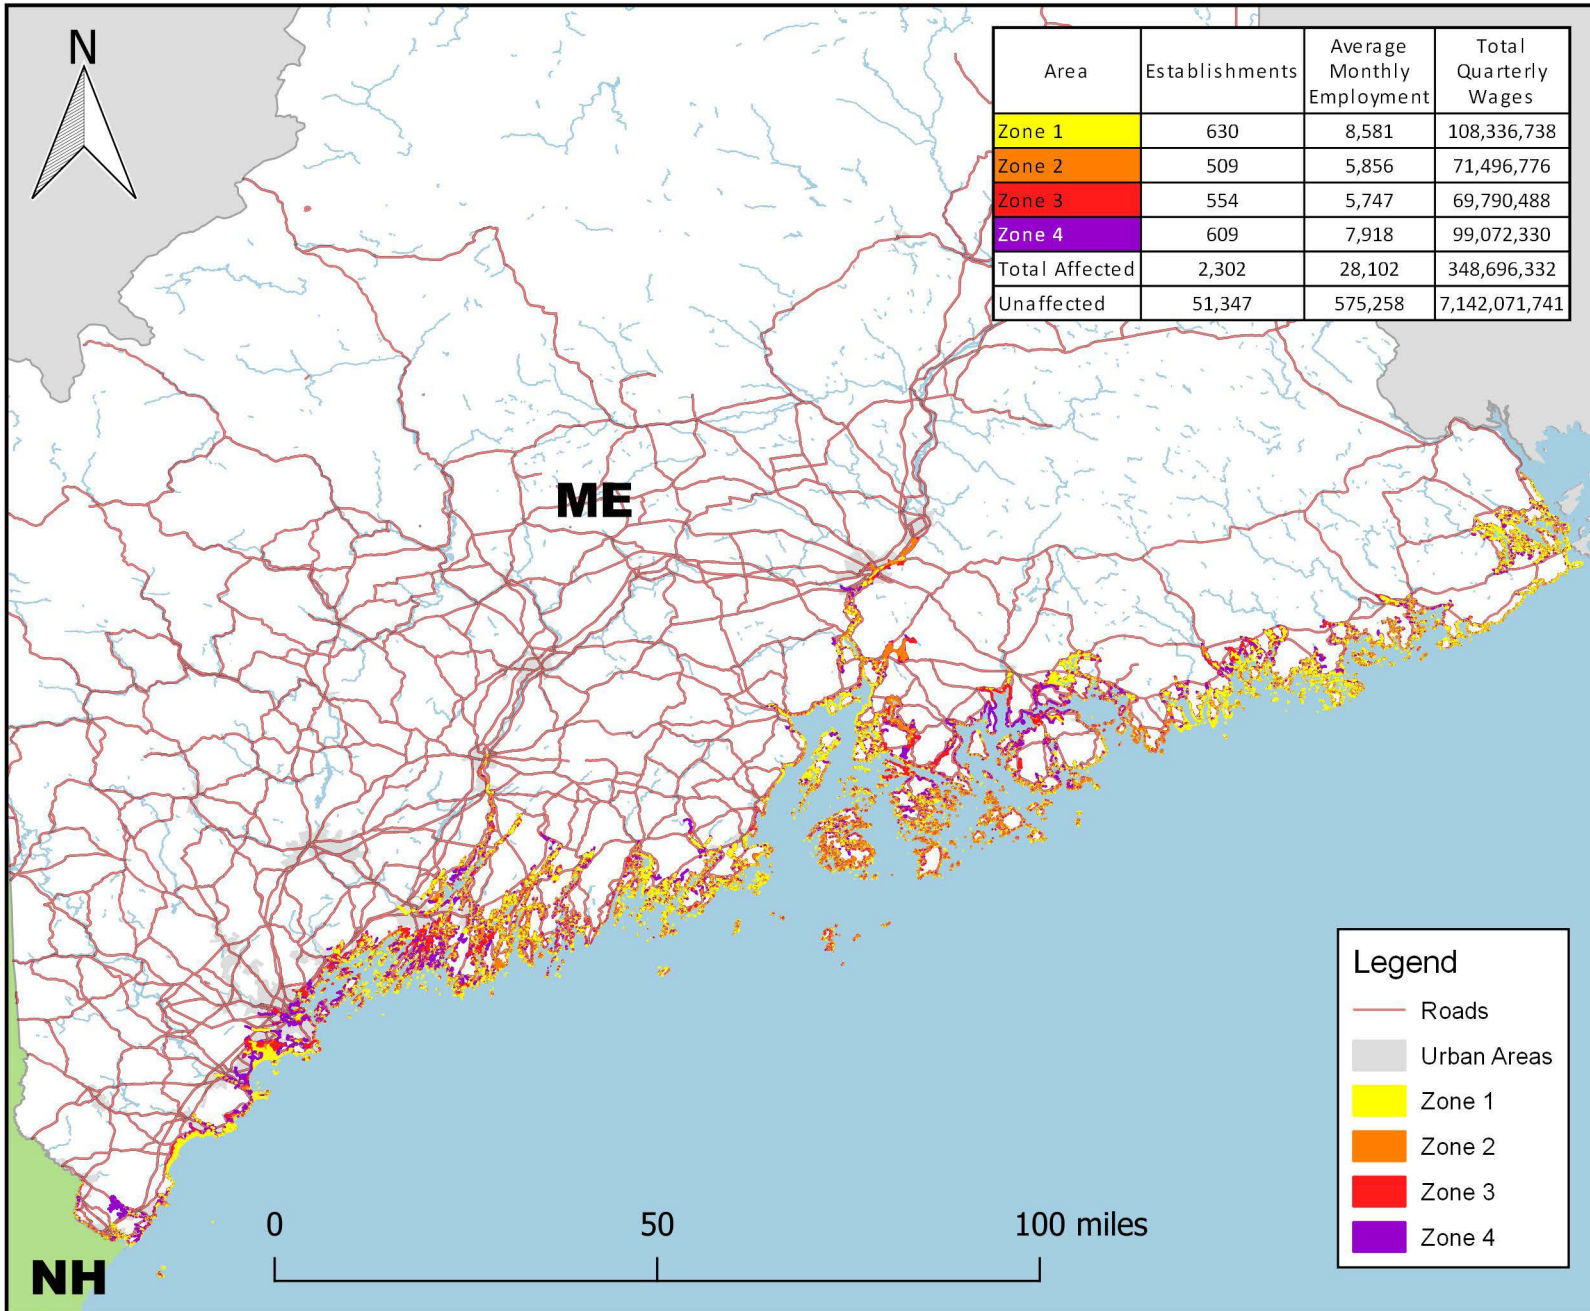 N
Area Establishments Average Monthly Employment Total Quarterly Wages
Zone 1 630 8,581 108,336,738
Zone 2 509 5,856 71,496,776
Zone 3 554 5,747 69,790,488
Zone 4 609 7,918 99,072,330
Total Affected 2,302 28,102 348,696,332
Unaffected 51,347 575,258 7,142,071,741
ME
Legend
Roads
Urban Areas
Zone 1
Zone 2
Zone 3
Zone 4
0 50 100 miles
NH